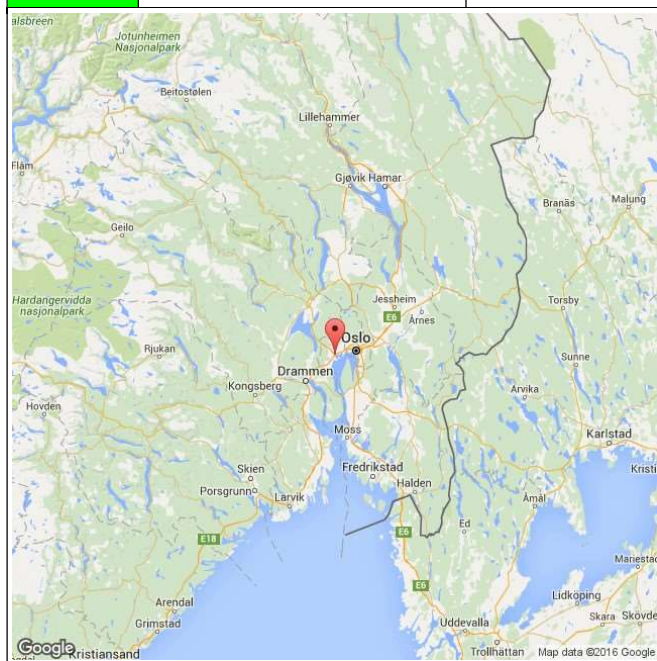 alsbreen
Jotunheimen
Nasjonalpark
Beitostølen
Lillehammer
Flåm
Gjøvik Hamar
Branäs
Malung
Geilo
Hardangervidda
nasjonalpark
Jessheim
E6
Årnes
Torsby
Rjukan
Oslo
Sunne
Drammen
Kongsberg
Hovden
Arvika
Moss
Karlstad
Kristi
Skien
Fredrikstad
Porsgrunn
Halden
Larvik
Åmål
E18
E6
Ed
Mariestad
E6
Arendal
Lidköping
Grimstad
Skara
Skövde
Uddevalla
Google
Kristiansand
Trollhättan
Map data ©2016 Google